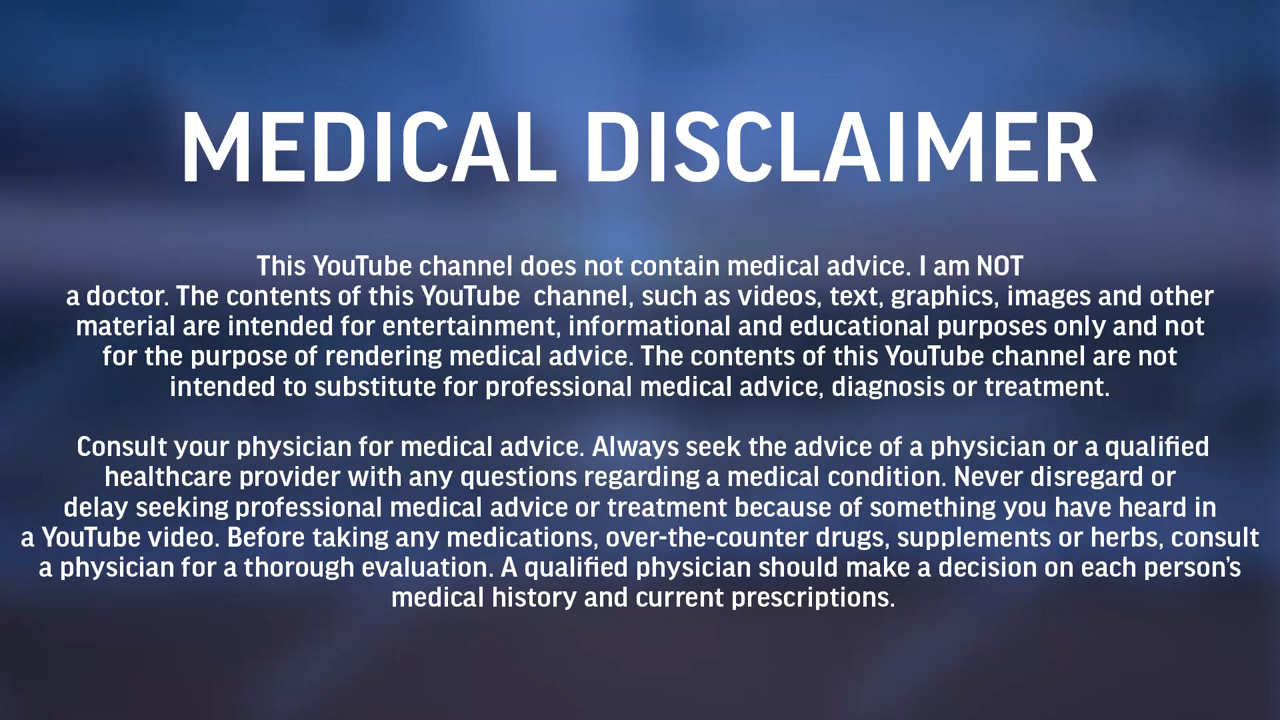 MEDICAL DISCLAIMER
This YouTube channel does not contain medical advice. I am NOT
a doctor. The contents of this YouTube  channel, such as videos, text, graphics, images and other
material are intended for entertainment, informational and educational purposes only and not
for the purpose of rendering medical advice. The contents of this YouTube channel are not
intended to substitute for professional medical advice, diagnosis or treatment.
Consult your physician for medical advice. Always seek the advice of a physician or a qualified
healthcare provider with any questions regarding a medical condition. Never disregard or
delay seeking professional medical advice or treatment because of something you have heard in
a YouTube video. Before taking any medications, over-the-counter drugs, supplements or herbs, consult
a physician for a thorough evaluation. A qualified physician should make a decision on each person's
medical history and current prescriptions.